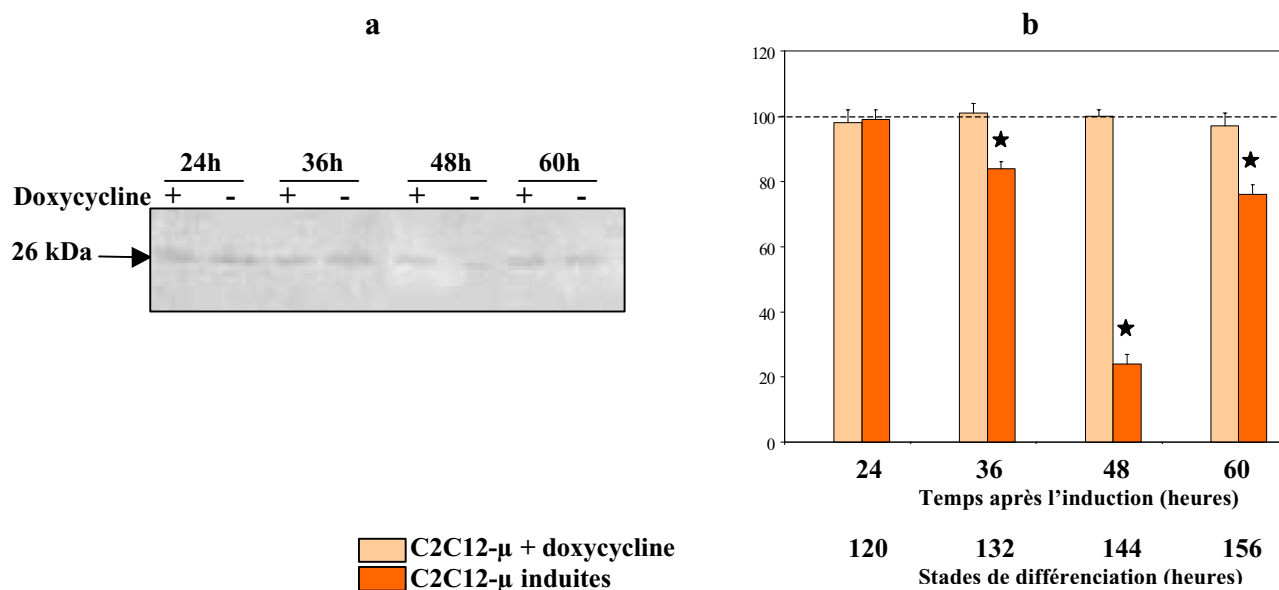 a
24h 36h 48h 60h
Doxycycline + - + - + - + -
26 kDa
b
120
100
80
60
40
20
0
24 36 48 60
Temps après l’induction (heures)
120 132 144 156
Stades de différenciation (heures)
C2C12-µ + doxycycline
C2C12-µ induites